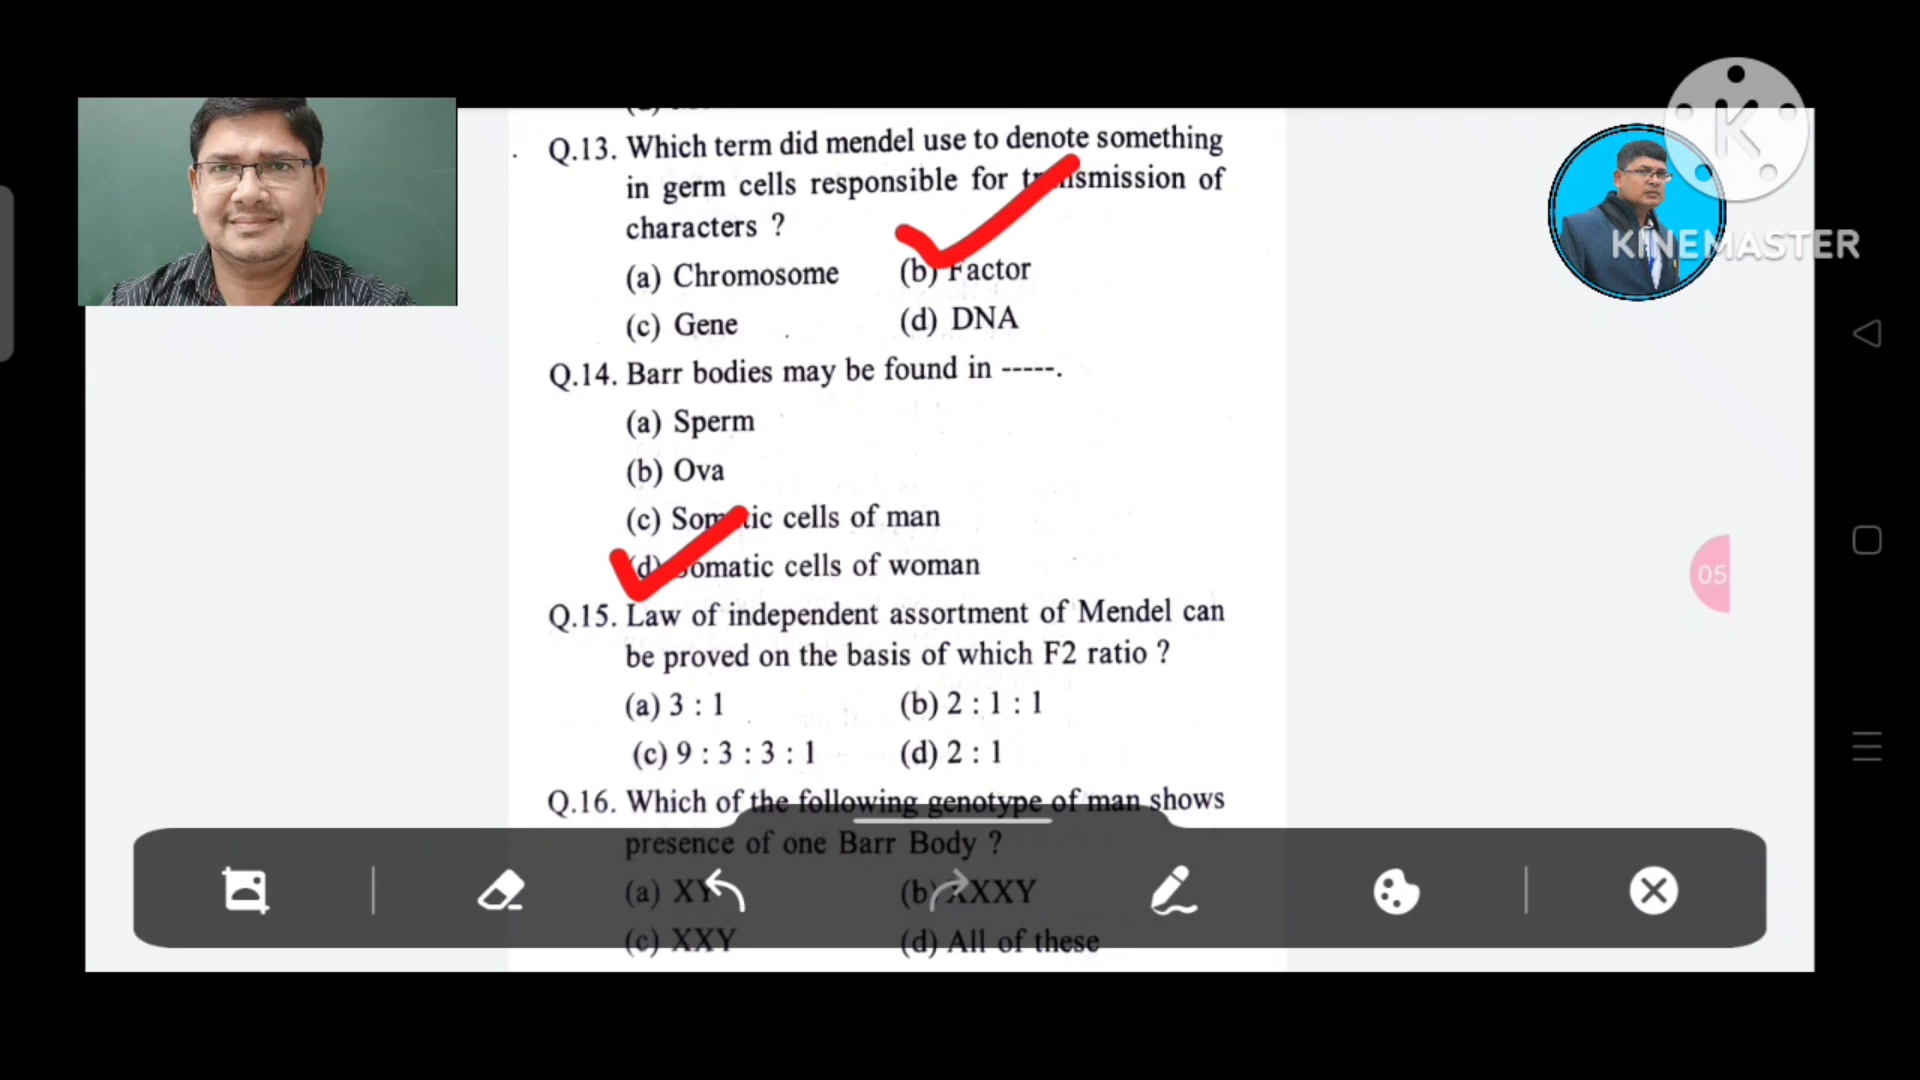 Q.13. Which term did mendel use to denote something
in germ cells responsible for transmission of
characters ?
(a) Chromosome (b) Factor
(c) Gene (d) DNA
Q.14. Barr bodies may be found in -----.
(a) Sperm
(b) Ova
(c) Somatic cells of man
(d) Somatic cells of woman
Q.15. Law of independent assortment of Mendel can
be proved on the basis of which F2 ratio ?
(a) 3 : 1 (b) 2 : 1 : 1
(c) 9 : 3 : 3 : 1 (d) 2 : 1
Q.16. Which of the following genotype of man shows
presence of one Barr Body ?
(a) XY (b) XXXY
(c) XXY (d) All of these
K
KINEMASTER
05